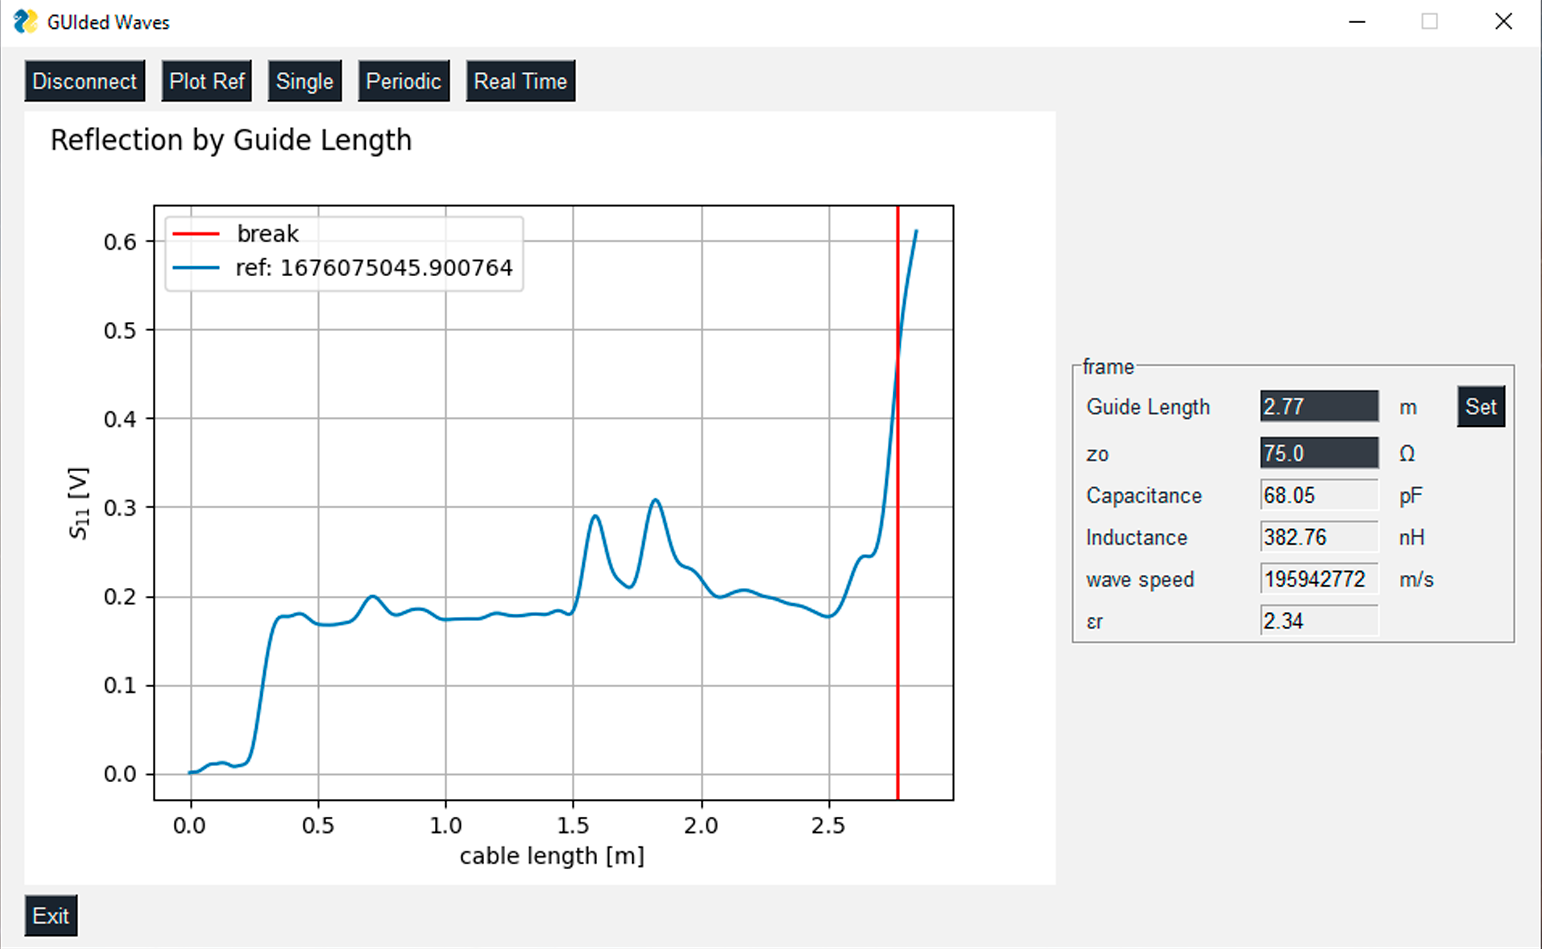 GUIded Waves
Disconnect Plot Ref Single Periodic Real Time
Reflection by Guide Length
break
ref: 1676075045.900764
0.6
0.5
0.4
0.3
0.2
0.1
0.0
S11 [V]
0.0 0.5 1.0 1.5 2.0 2.5
cable length [m]
frame
Guide Length 2.77 m Set
zo 75.0 Ω
Capacitance 68.05 pF
Inductance 382.76 nH
wave speed 195942772 m/s
εr 2.34
Exit